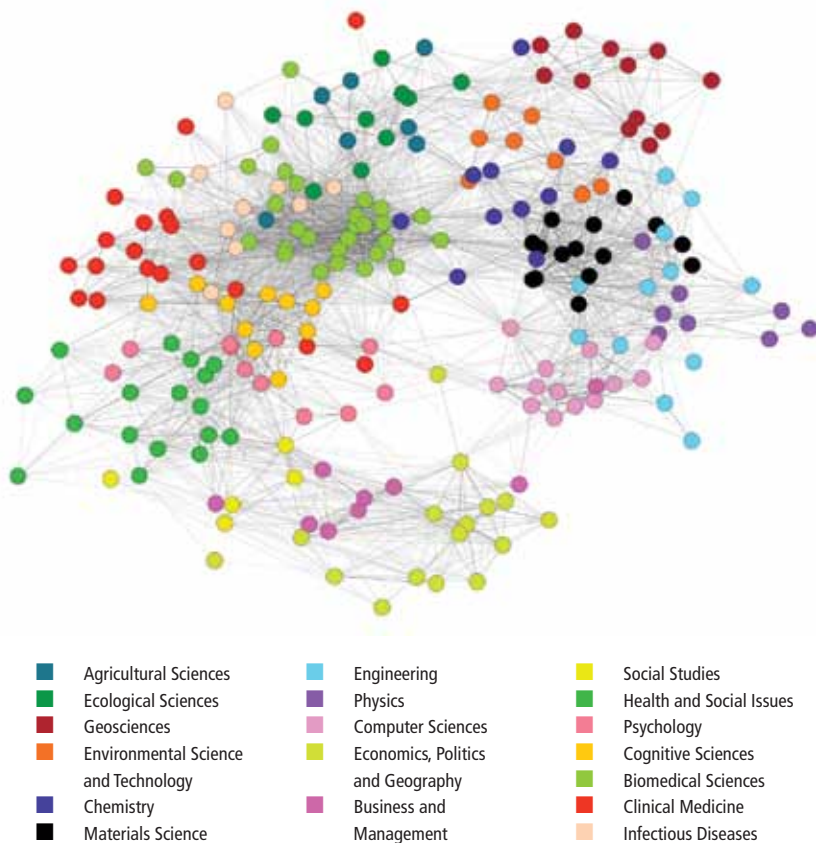 Agricultural Sciences
Ecological Sciences
Geosciences
Environmental Science
and Technology
Chemistry
Materials Science
Engineering
Physics
Computer Sciences
Economics, Politics
and Geography
Business and
Management
Social Studies
Health and Social Issues
Psychology
Cognitive Sciences
Biomedical Sciences
Clinical Medicine
Infectious Diseases